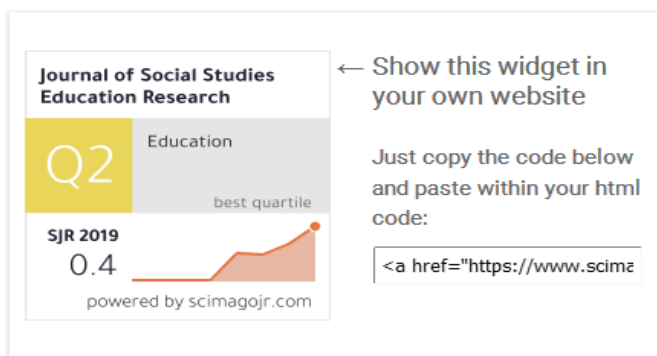 Journal of Social Studies
Education Research
Q2
Education
best quartile
SJR 2019
0.4
powered by scimagojr.com
← Show this widget in
your own website
Just copy the code below
and paste within your html
code:
<a href="https://www.scima